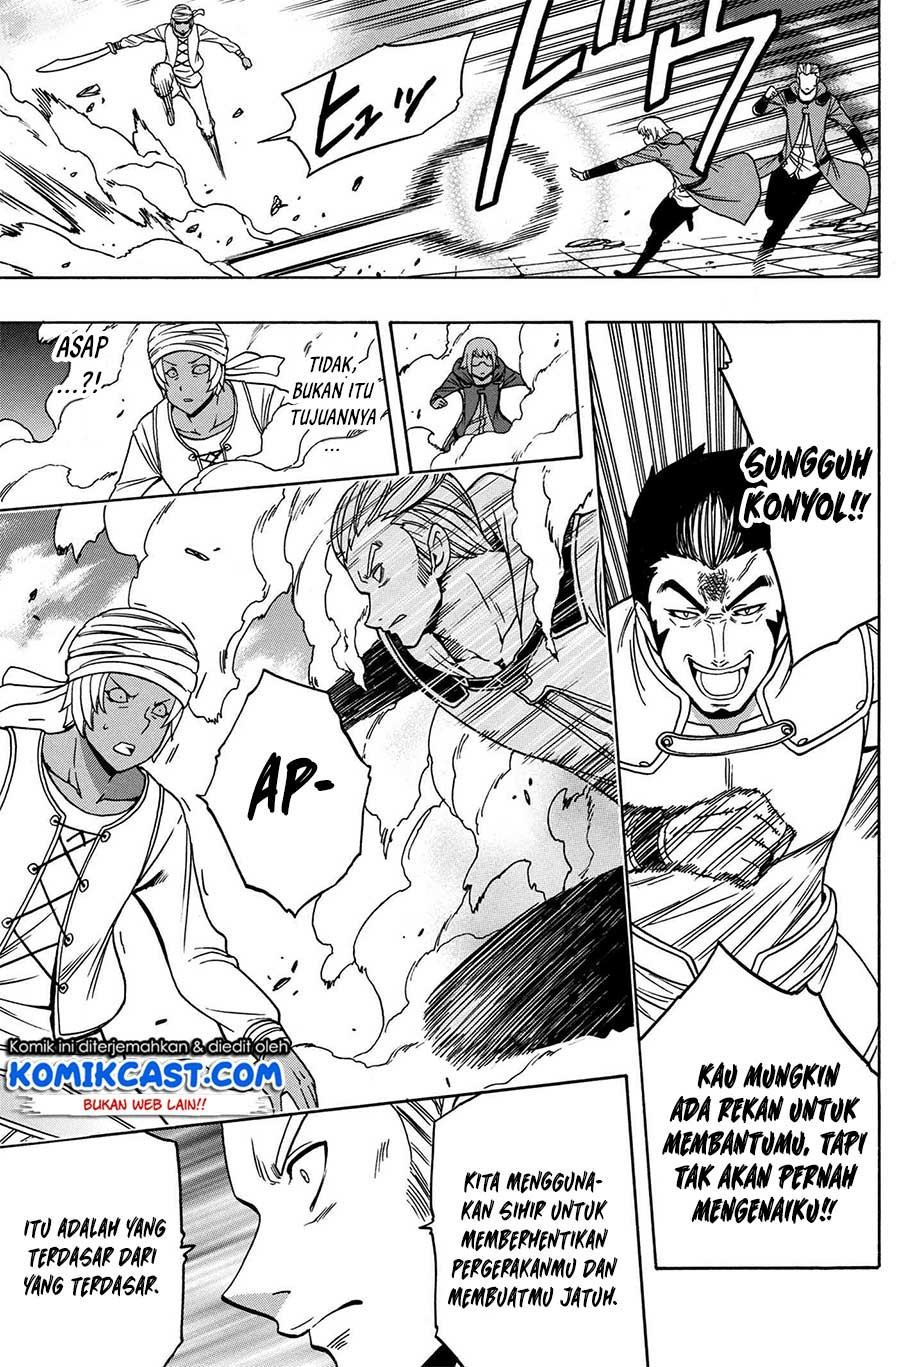 ドドウ
ヒュッ
SUNGGUH
KONYOL!!
TIDAK,
BUKAN ITU
TUJUANNYA
...
ASAP
...?!
KAU MUNGKIN
ADA REKAN UNTUK
MEMBANTUMU, TAPI
TAK AKAN PERNAH
MENGENAIKU!!
AP-
Komik ini diterjemahkan & diedit oleh
KOMIKCAST.COM
BUKAN WEB LAIN!!
KITA MENGGUNA-
KAN SIHIR UNTUK
MEMBERHENTIKAN
PERGERAKANMU DAN
MEMBUATMU JATUH.
ITU ADALAH YANG
TERDASAR DARI
YANG TERDASAR.